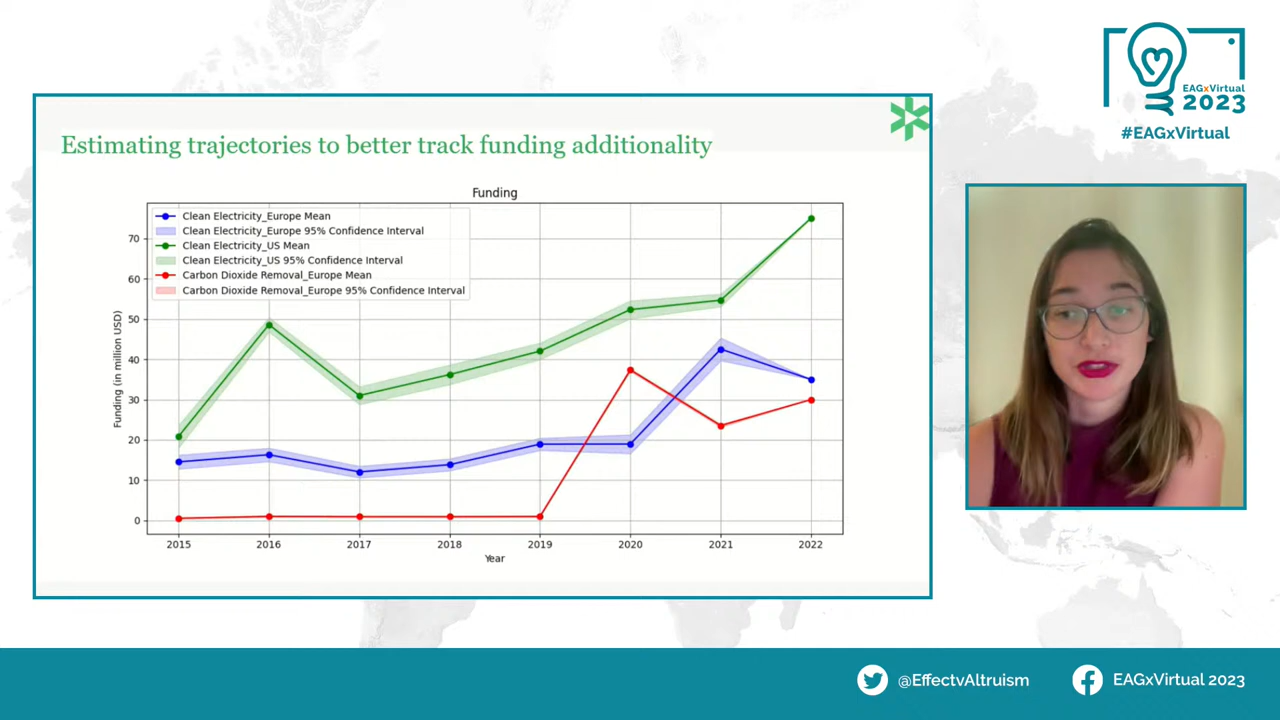 EAGxVirtual
2023
#EAGxVirtual
Estimating trajectories to better track funding additionality
Funding
Clean Electricity_Europe Mean
Clean Electricity_Europe 95% Confidence Interval
Clean Electricity_US Mean
Clean Electricity_US 95% Confidence Interval
Carbon Dioxide Removal_Europe Mean
Carbon Dioxide Removal_Europe 95% Confidence Interval
Funding (in million USD)
70
60
50
40
30
20
10
0
2015 2016 2017 2018 2019 2020 2021 2022
Year
@EffectvAltruism
EAGxVirtual 2023